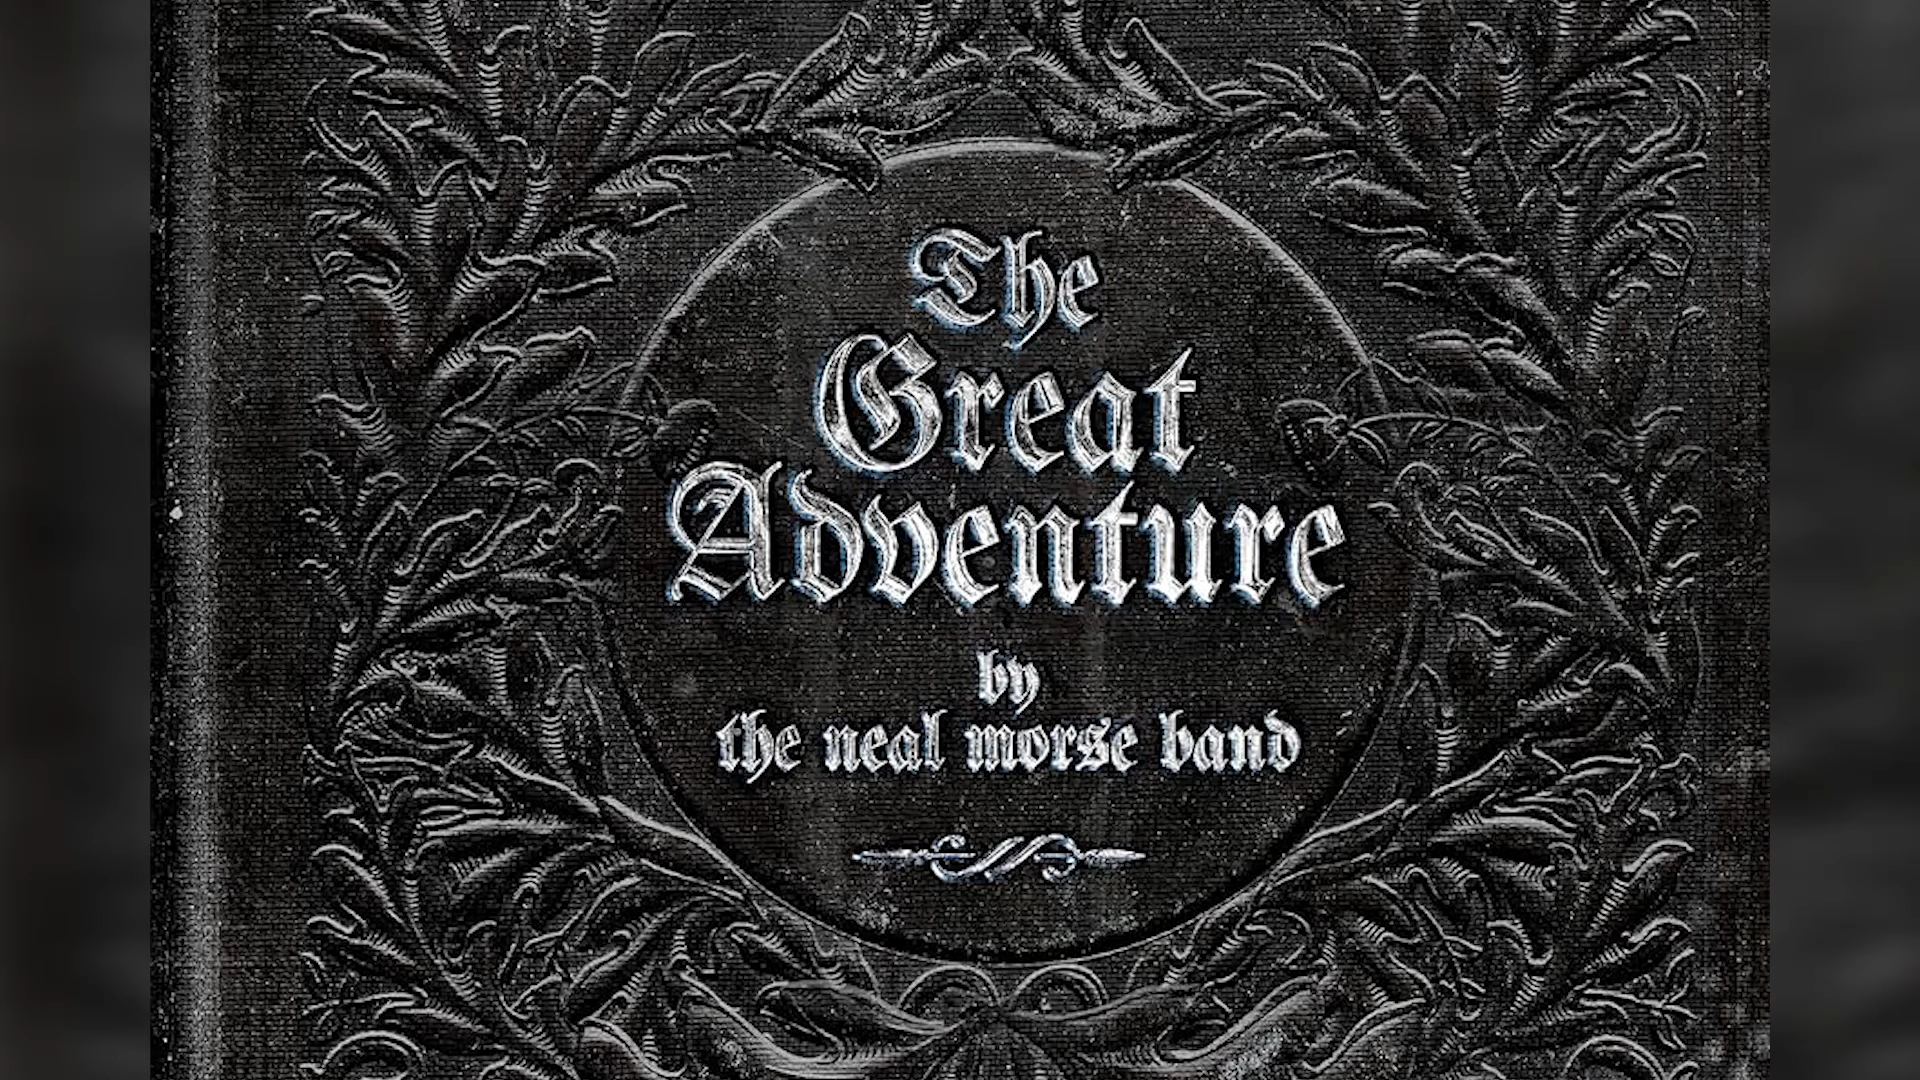 The
Great
Adventure
by
the neal morse band